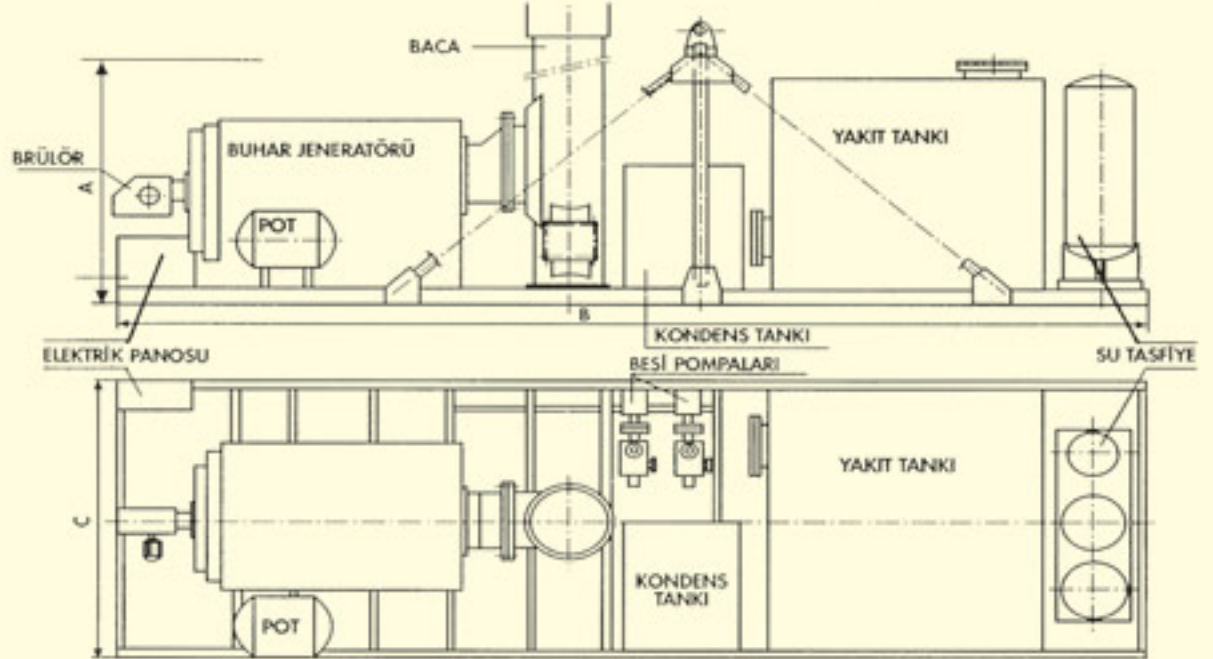 BACA
BRÜLÖR
BUHAR JENERATÖRÜ
YAKIT TANKI
A
POT
B
KONDENS TANKI
ELEKTRİK PANOSU
SU TASFİYE
BESİ POMPALARI
YAKIT TANKI
C
KONDENS
TANKI
POT